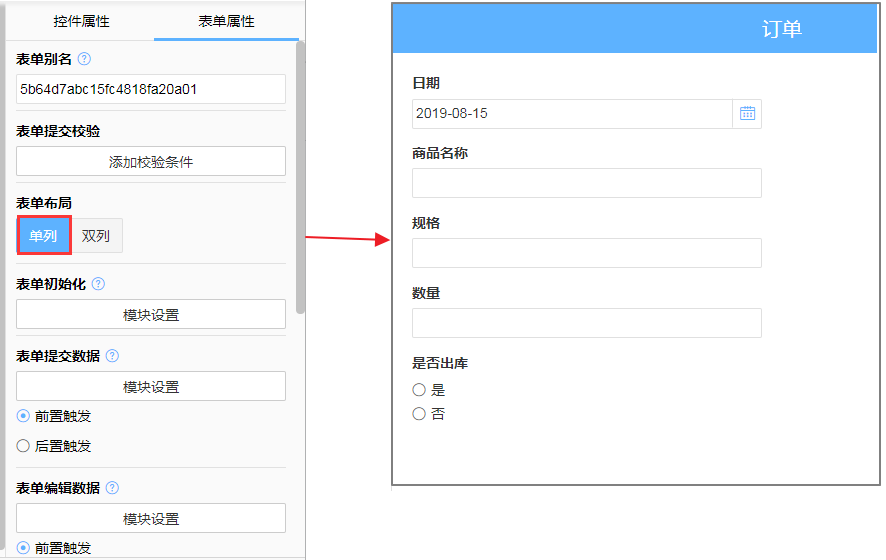 控件属性
表单属性
表单别名 ?
5b64d7abc15fc4818fa20a01
表单提交校验
添加校验条件
表单布局
单列 双列
表单初始化 ?
模块设置
表单提交数据 ?
模块设置
前置触发
后置触发
表单编辑数据 ?
模块设置
前置触发
订单
日期
2019-08-15
商品名称
规格
数量
是否出库
是
否